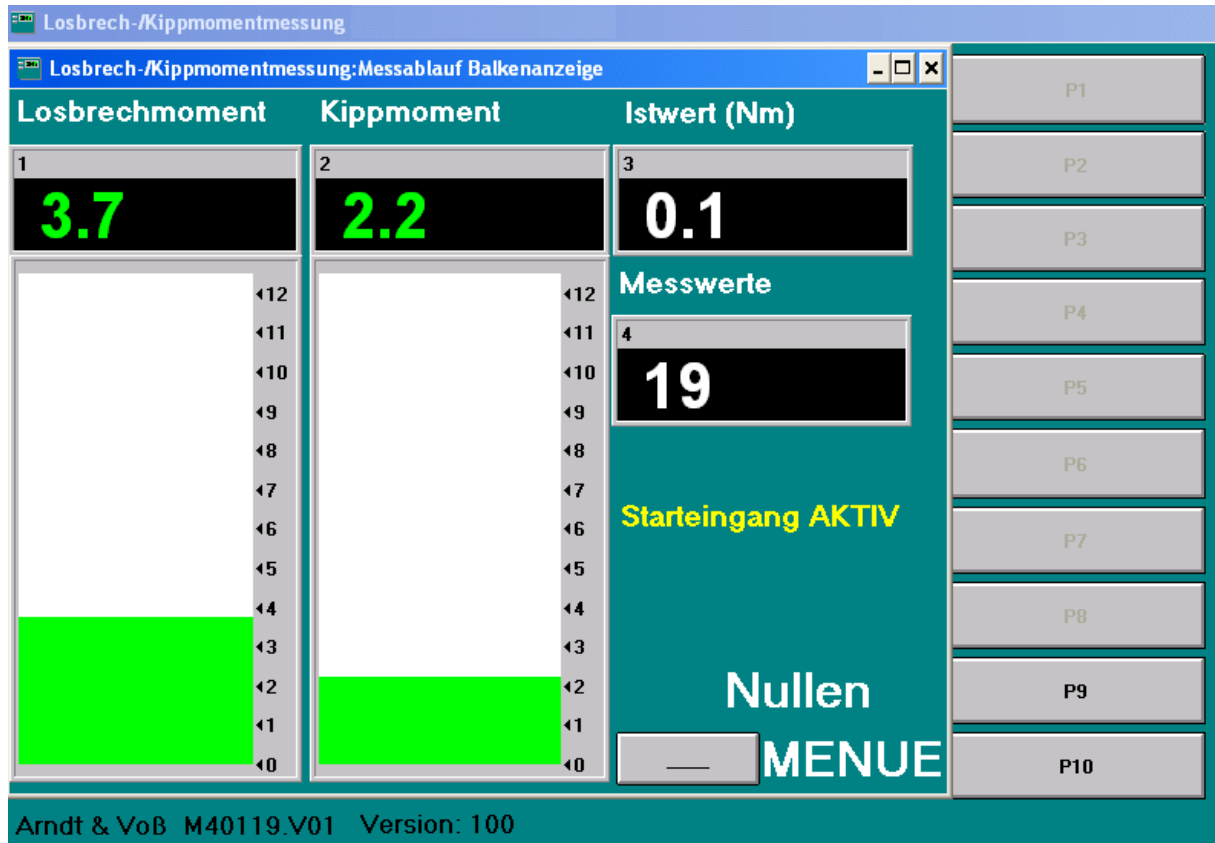 Losbrech-/Kippmomentmessung
Losbrech-/Kippmomentmessung:Messablauf Balkenanzeige
Losbrechmoment Kippmoment Istwert (Nm)
1 2 3
3.7 2.2 0.1
Messwerte
4
19
12 12
11 11
10 10
9 9
8 8
7 7
6 6
5 5
4 4
3 3
2 2
1 1
0 0
Starteingang AKTIV
Nullen
MENUE
P1
P2
P3
P4
P5
P6
P7
P8
P9
P10
Arndt & Voß M40119.V01 Version: 100